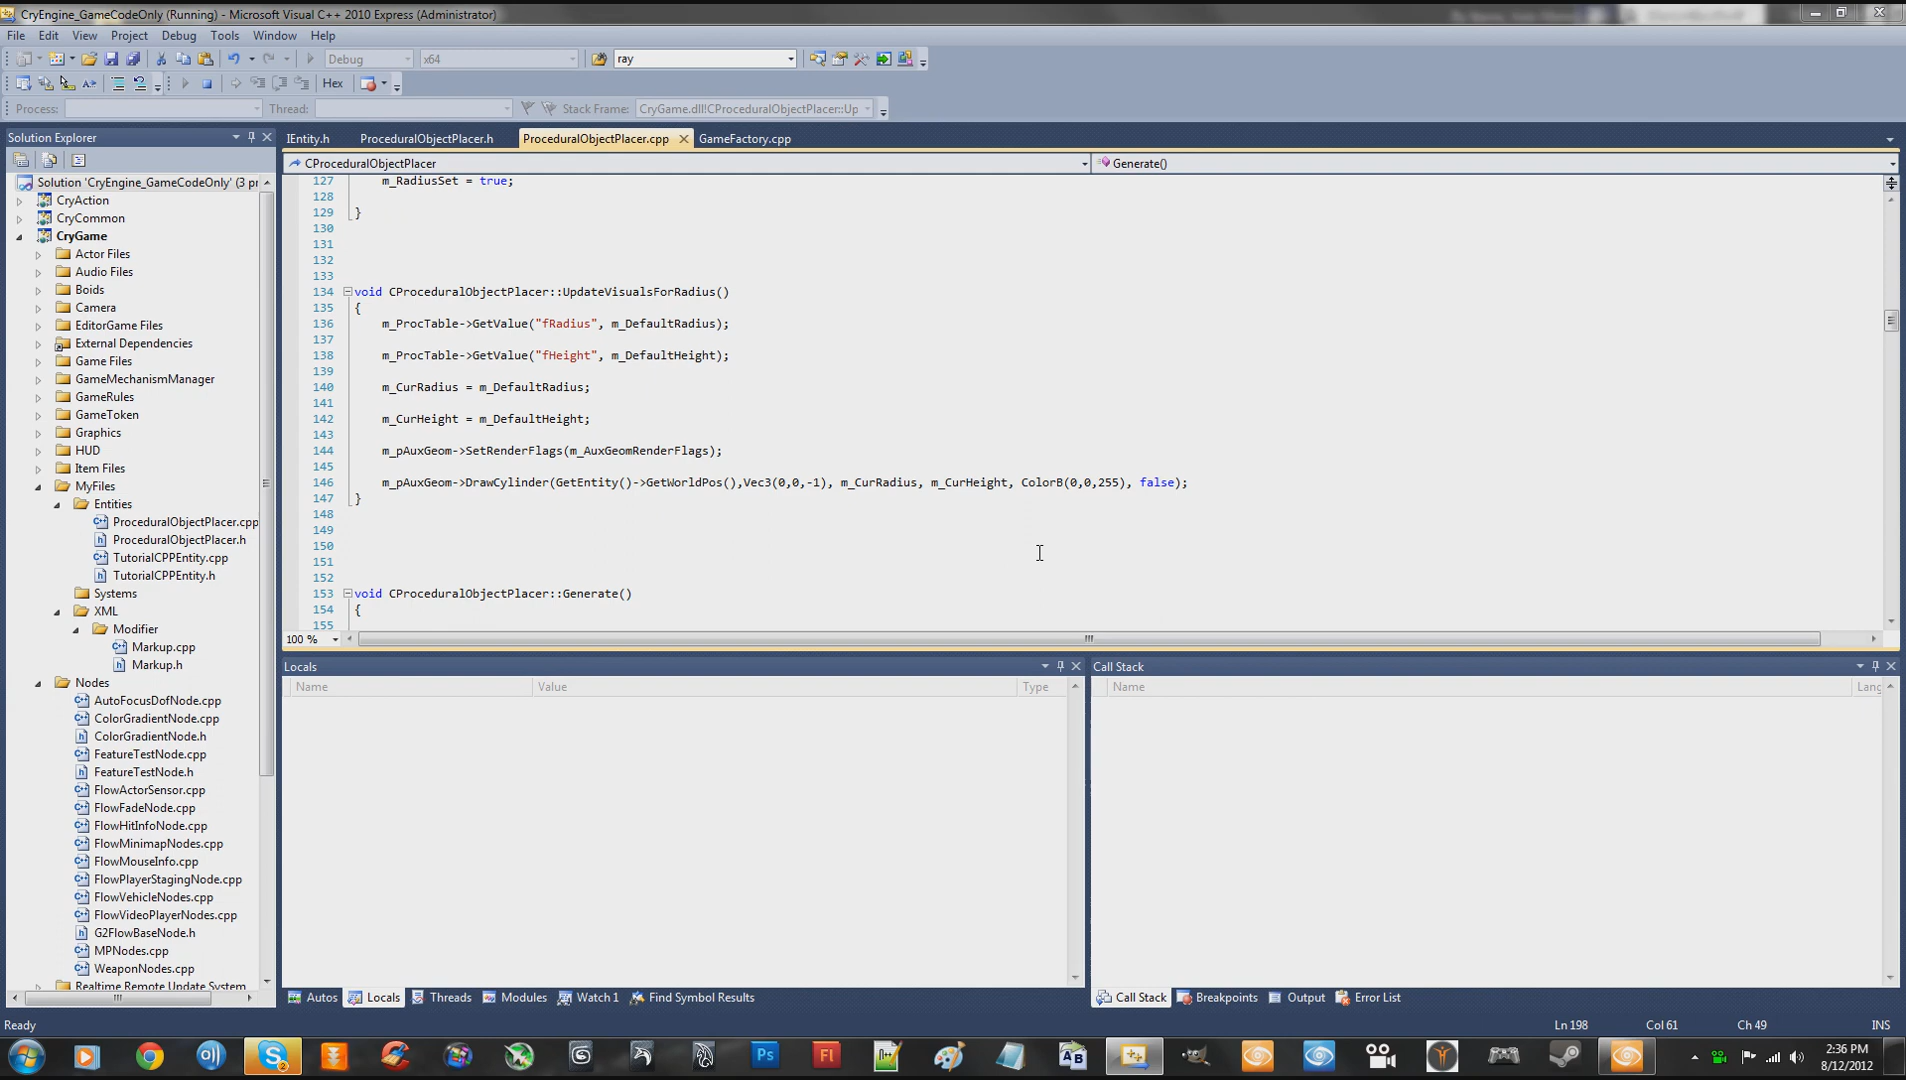 CryEngine_GameCodeOnly (Running) - Microsoft Visual C++ 2010 Express (Administrator)
File Edit View Project Debug Tools Window Help
Debug x64 ray
Hex
Process: Thread: Stack Frame: CryGame.dll!CProceduralObjectPlacer::Up
Solution Explorer
IEntity.h ProceduralObjectPlacer.h ProceduralObjectPlacer.cpp GameFactory.cpp
CProceduralObjectPlacer Generate()
Solution 'CryEngine_GameCodeOnly' (3 pr
CryAction
CryCommon
CryGame
Actor Files
Audio Files
Boids
Camera
EditorGame Files
External Dependencies
Game Files
GameMechanismManager
GameRules
GameToken
Graphics
HUD
Item Files
MyFiles
Entities
ProceduralObjectPlacer.cpp
ProceduralObjectPlacer.h
TutorialCPPEntity.cpp
TutorialCPPEntity.h
Systems
XML
Modifier
Markup.cpp
Markup.h
Nodes
AutoFocusDofNode.cpp
ColorGradientNode.cpp
ColorGradientNode.h
FeatureTestNode.cpp
FeatureTestNode.h
FlowActorSensor.cpp
FlowFadeNode.cpp
FlowHitInfoNode.cpp
FlowMinimapNodes.cpp
FlowMouseInfo.cpp
FlowPlayerStagingNode.cpp
FlowVehicleNodes.cpp
FlowVideoPlayerNodes.cpp
G2FlowBaseNode.h
MPNodes.cpp
WeaponNodes.cpp
Realtime Remote Update System
127 m_RadiusSet = true;
128
129 }
130
131
132
133
134 void CProceduralObjectPlacer::UpdateVisualsForRadius()
135 {
136 m_ProcTable->GetValue("fRadius", m_DefaultRadius);
137
138 m_ProcTable->GetValue("fHeight", m_DefaultHeight);
139
140 m_CurRadius = m_DefaultRadius;
141
142 m_CurHeight = m_DefaultHeight;
143
144 m_pAuxGeom->SetRenderFlags(m_AuxGeomRenderFlags);
145
146 m_pAuxGeom->DrawCylinder(GetEntity()->GetWorldPos(),Vec3(0,0,-1), m_CurRadius, m_CurHeight, ColorB(0,0,255), false);
147 }
148
149
150
151
152
153 void CProceduralObjectPlacer::Generate()
154 {
155
100 %
Locals
Name Value Type
Call Stack
Name Lang
Autos Locals Threads Modules Watch 1 Find Symbol Results
Call Stack Breakpoints Output Error List
Ready Ln 198 Col 61 Ch 49 INS
2:36 PM
8/12/2012